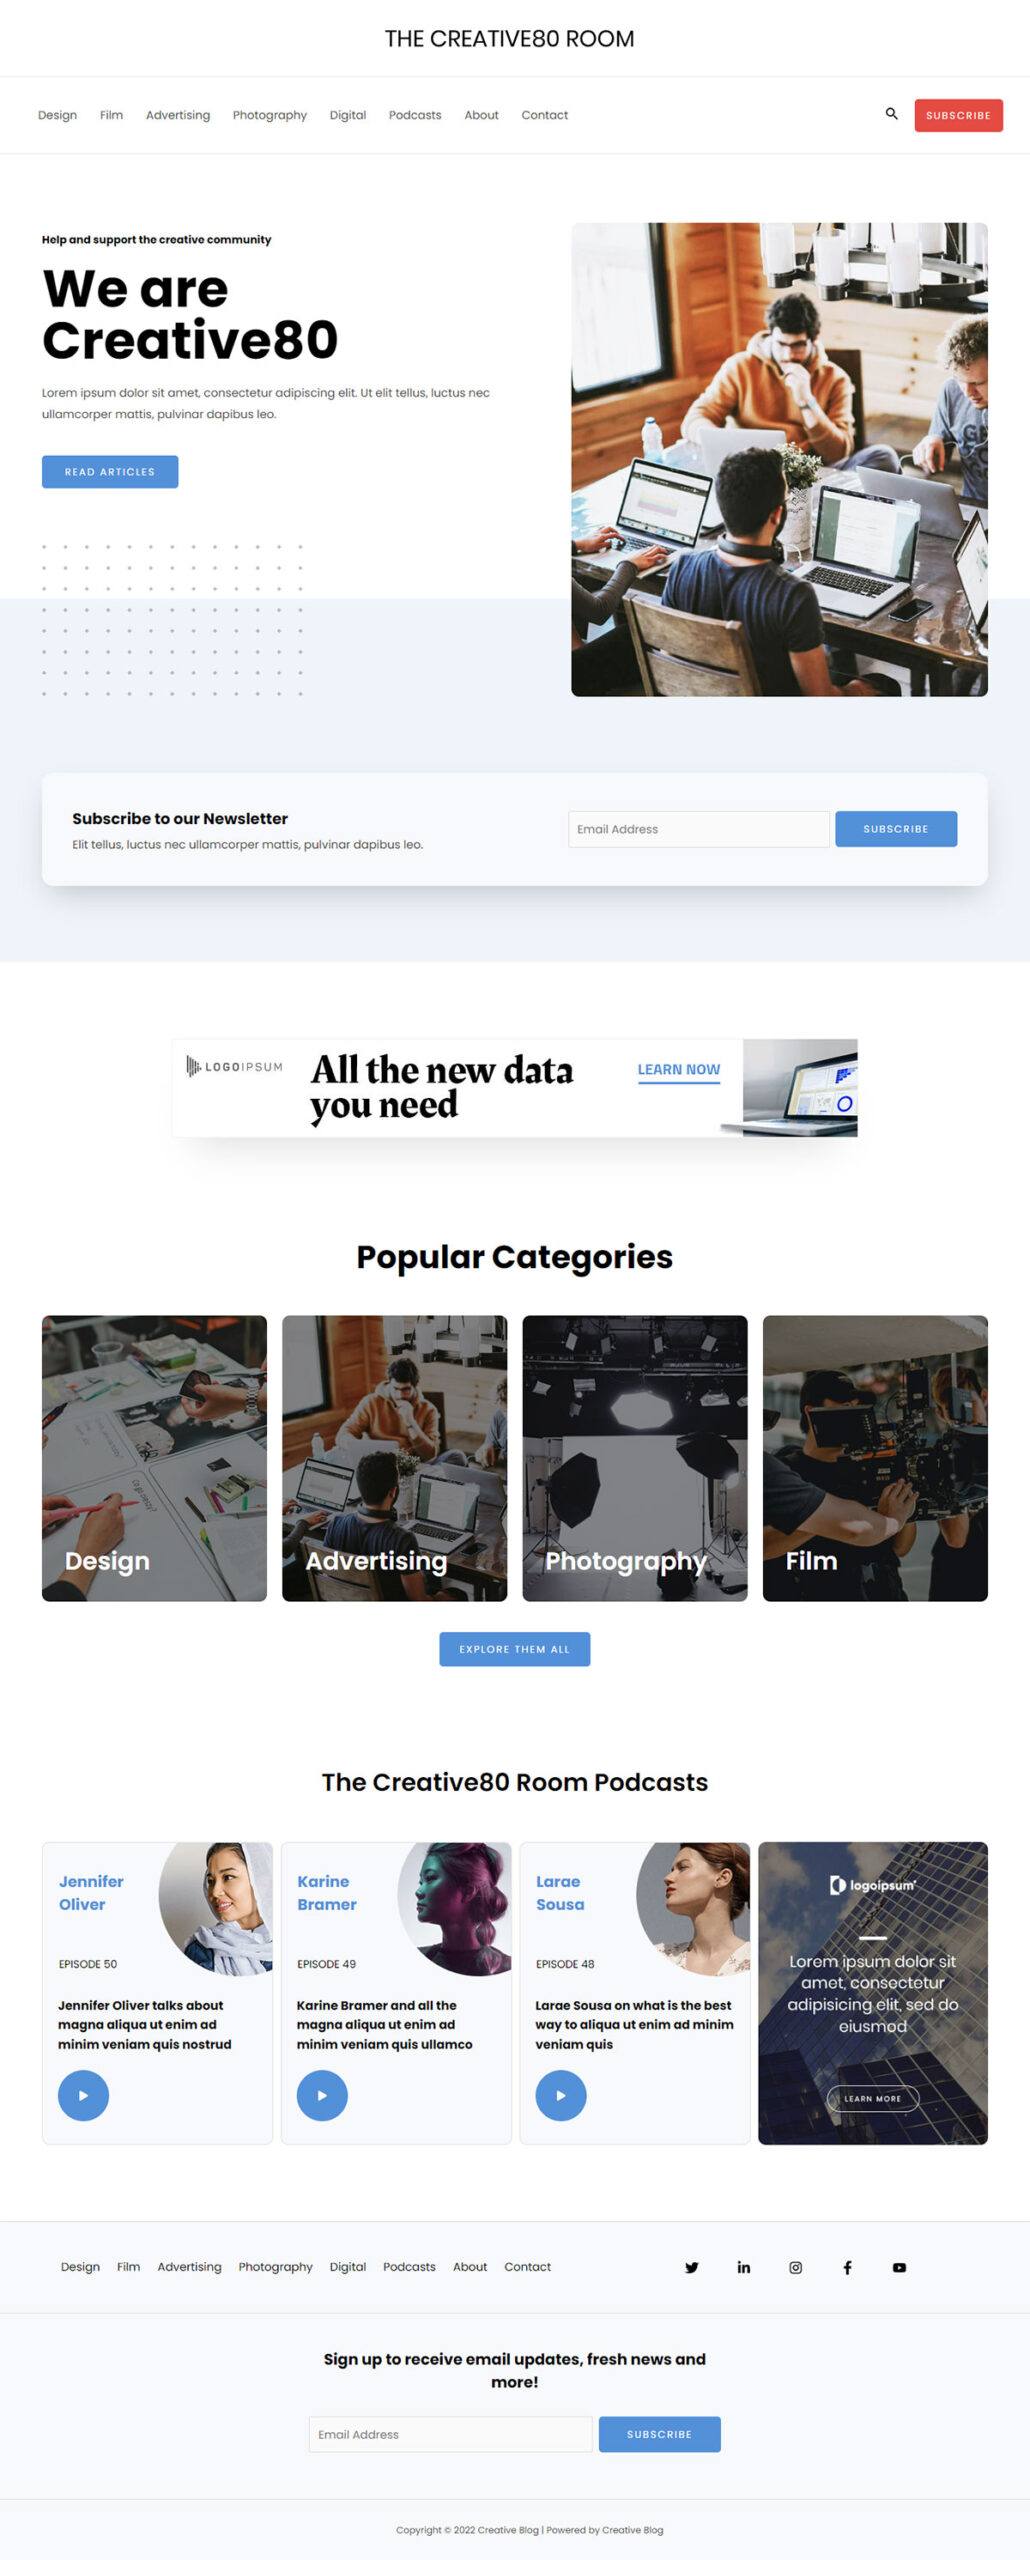 THE CREATIVE80 ROOM
Design Film Advertising Photography Digital Podcasts About Contact
SUBSCRIBE
Help and support the creative community
We are
Creative80
Lorem ipsum dolor sit amet, consectetur adipiscing elit. Ut elit tellus, luctus nec
ullamcorper mattis, pulvinar dapibus leo.
READ ARTICLES
Subscribe to our Newsletter
Elit tellus, luctus nec ullamcorper mattis, pulvinar dapibus leo.
Email Address
SUBSCRIBE
LOGOIPSUM
All the new data
you need
LEARN NOW
Popular Categories
Design
Advertising
Photography
Film
EXPLORE THEM ALL
The Creative80 Room Podcasts
Jennifer
Oliver
EPISODE 50
Jennifer Oliver talks about
magna aliqua ut enim ad
minim veniam quis nostrud
Karine
Bramer
EPISODE 49
Karine Bramer and all the
magna aliqua ut enim ad
minim veniam quis ullamco
Larae
Sousa
EPISODE 48
Larae Sousa on what is the best
way to aliqua ut enim ad minim
veniam quis
logoipsum
Lorem ipsum dolor sit
amet, consectetur
adipisicing elit, sed do
eiusmod
LEARN MORE
Design Film Advertising Photography Digital Podcasts About Contact
Sign up to receive email updates, fresh news and
more!
Email Address
SUBSCRIBE
Copyright © 2022 Creative Blog | Powered by Creative Blog